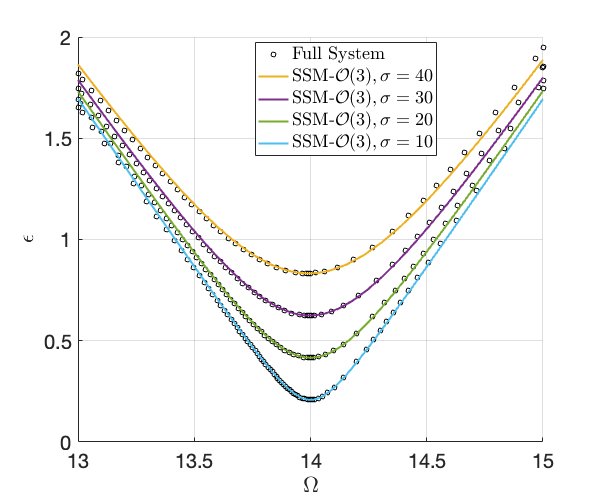 2
1.5
1
0.5
0
ϵ
Full System
SSM-𝒪(3), σ = 40
SSM-𝒪(3), σ = 30
SSM-𝒪(3), σ = 20
SSM-𝒪(3), σ = 10
13 13.5 14 14.5 15
Ω